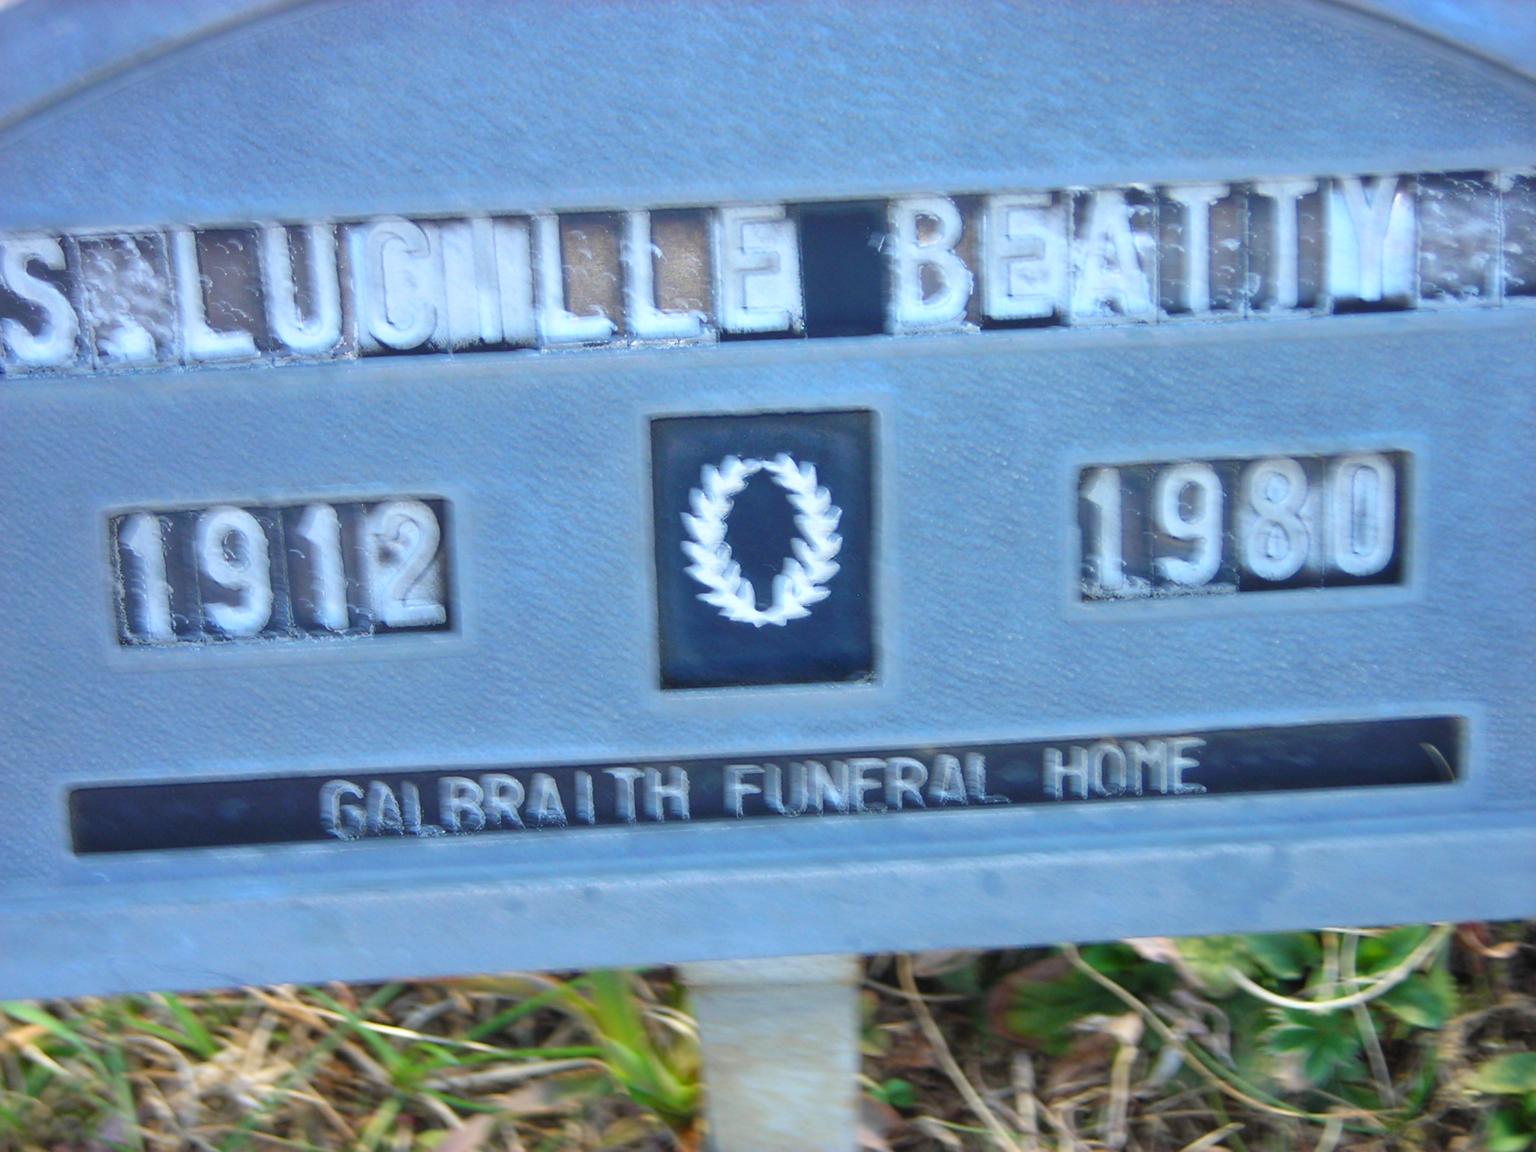 S. LUCILLE BEATTY
1912 1980
GALBRAITH FUNERAL HOME